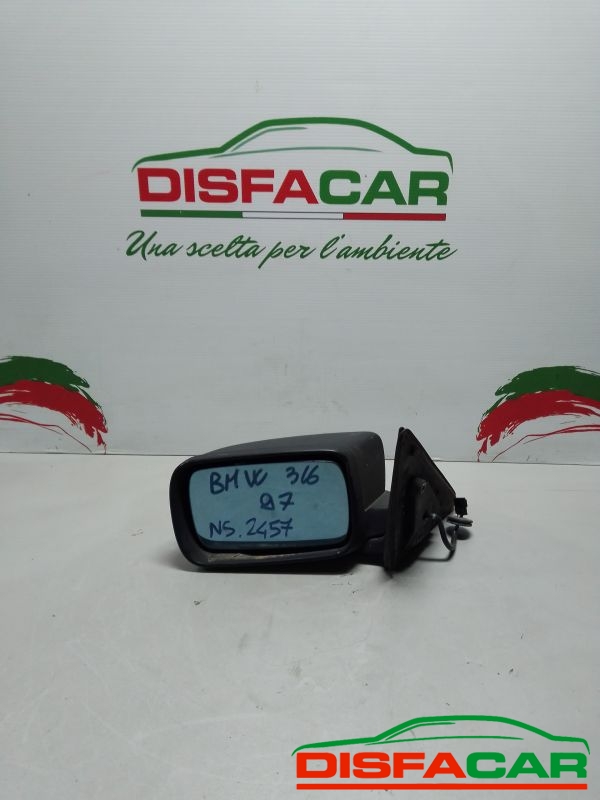 DISFACAR
Una scelta per l'ambiente
BMW 316
97
NS. 2457
DISFACAR